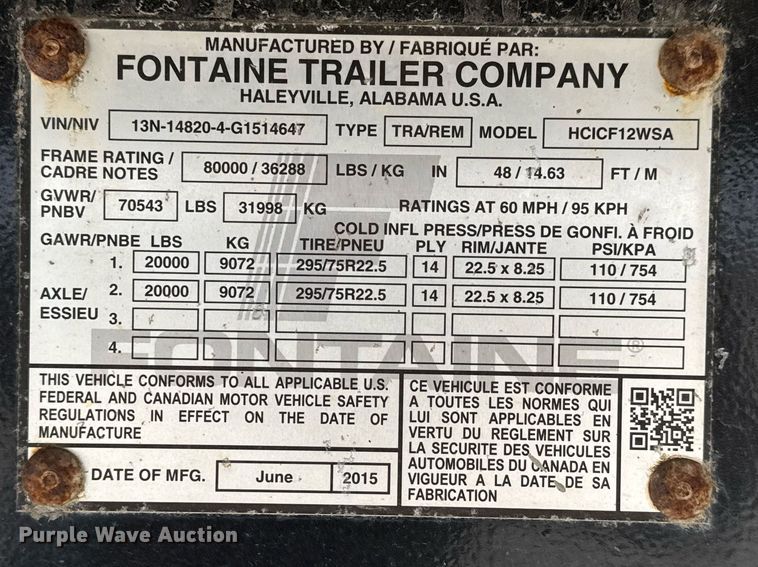 MANUFACTURED BY / FABRIQUÉ PAR:
FONTAINE TRAILER COMPANY
HALEYVILLE, ALABAMA U.S.A.
VIN/NIV 13N-14820-4-G1514647 TYPE TRA/REM MODEL HCICF12WSA
FRAME RATING / CADRE NOTES 80000 / 36288 LBS / KG IN 48 / 14.63 FT / M
GVWR/ PNBV 70543 LBS 31998 KG RATINGS AT 60 MPH / 95 KPH
COLD INFL PRESS/PRESS DE GONFI. À FROID
GAWR/PNBE LBS KG TIRE/PNEU PLY RIM/JANTE PSI/KPA
1. 20000 9072 295/75R22.5 14 22.5 x 8.25 110 / 754
AXLE/ ESSIEU
2. 20000 9072 295/75R22.5 14 22.5 x 8.25 110 / 754
3.
4.
FONTAINE®
THIS VEHICLE CONFORMS TO ALL APPLICABLE U.S.
FEDERAL AND CANADIAN MOTOR VEHICLE SAFETY
REGULATIONS IN EFFECT ON THE DATE OF
MANUFACTURE
CE VEHICULE EST CONFORME
A TOUTES LES NORMES QUI
LUI SONT APPLICABLES EN
VERTU DU REGLEMENT SUR
LA SECURITE DES VEHICULES
AUTOMOBILES DU CANADA EN
VIGUEUR A LA DATE DE SA
FABRICATION
DATE OF MFG. June 2015
Purple Wave Auction